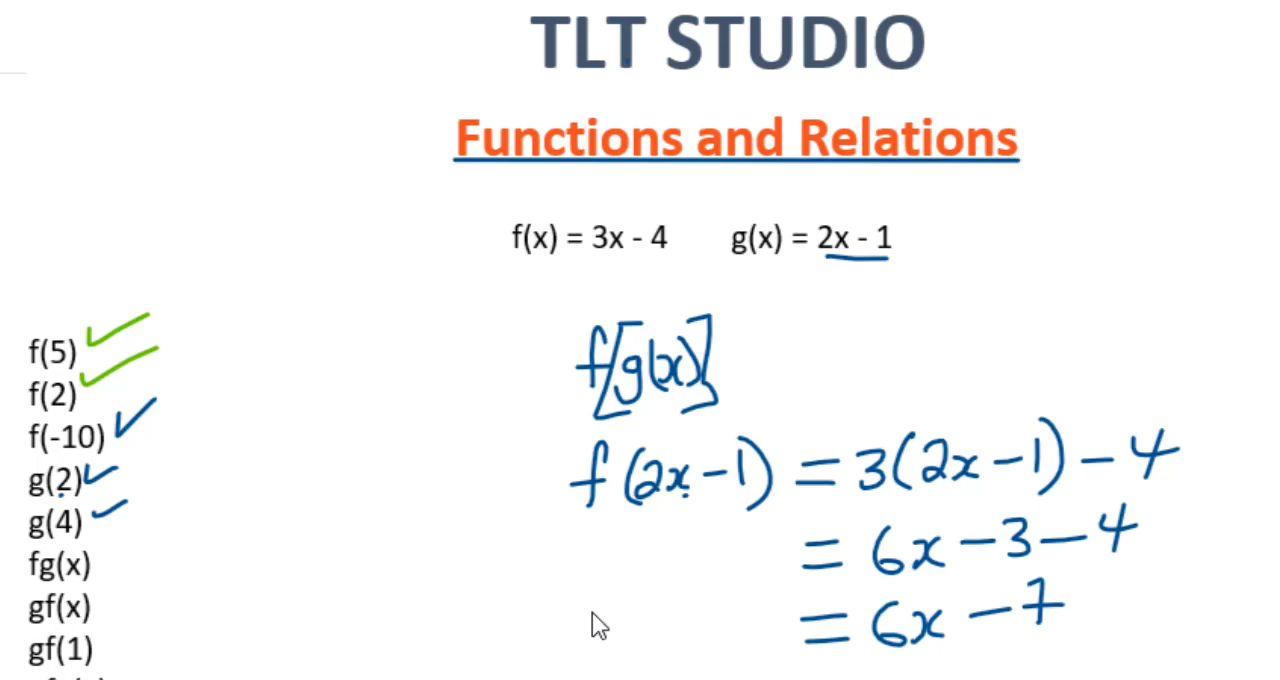 TLT STUDIO
Functions and Relations
f(x) = 3x - 4 g(x) = 2x - 1
f(5)
f(2)
f(-10)
g(2)
g(4)
fg(x)
gf(x)
gf(1)
f[g(x)]
f(2x-1) = 3(2x-1)-4
= 6x-3-4
= 6x-7